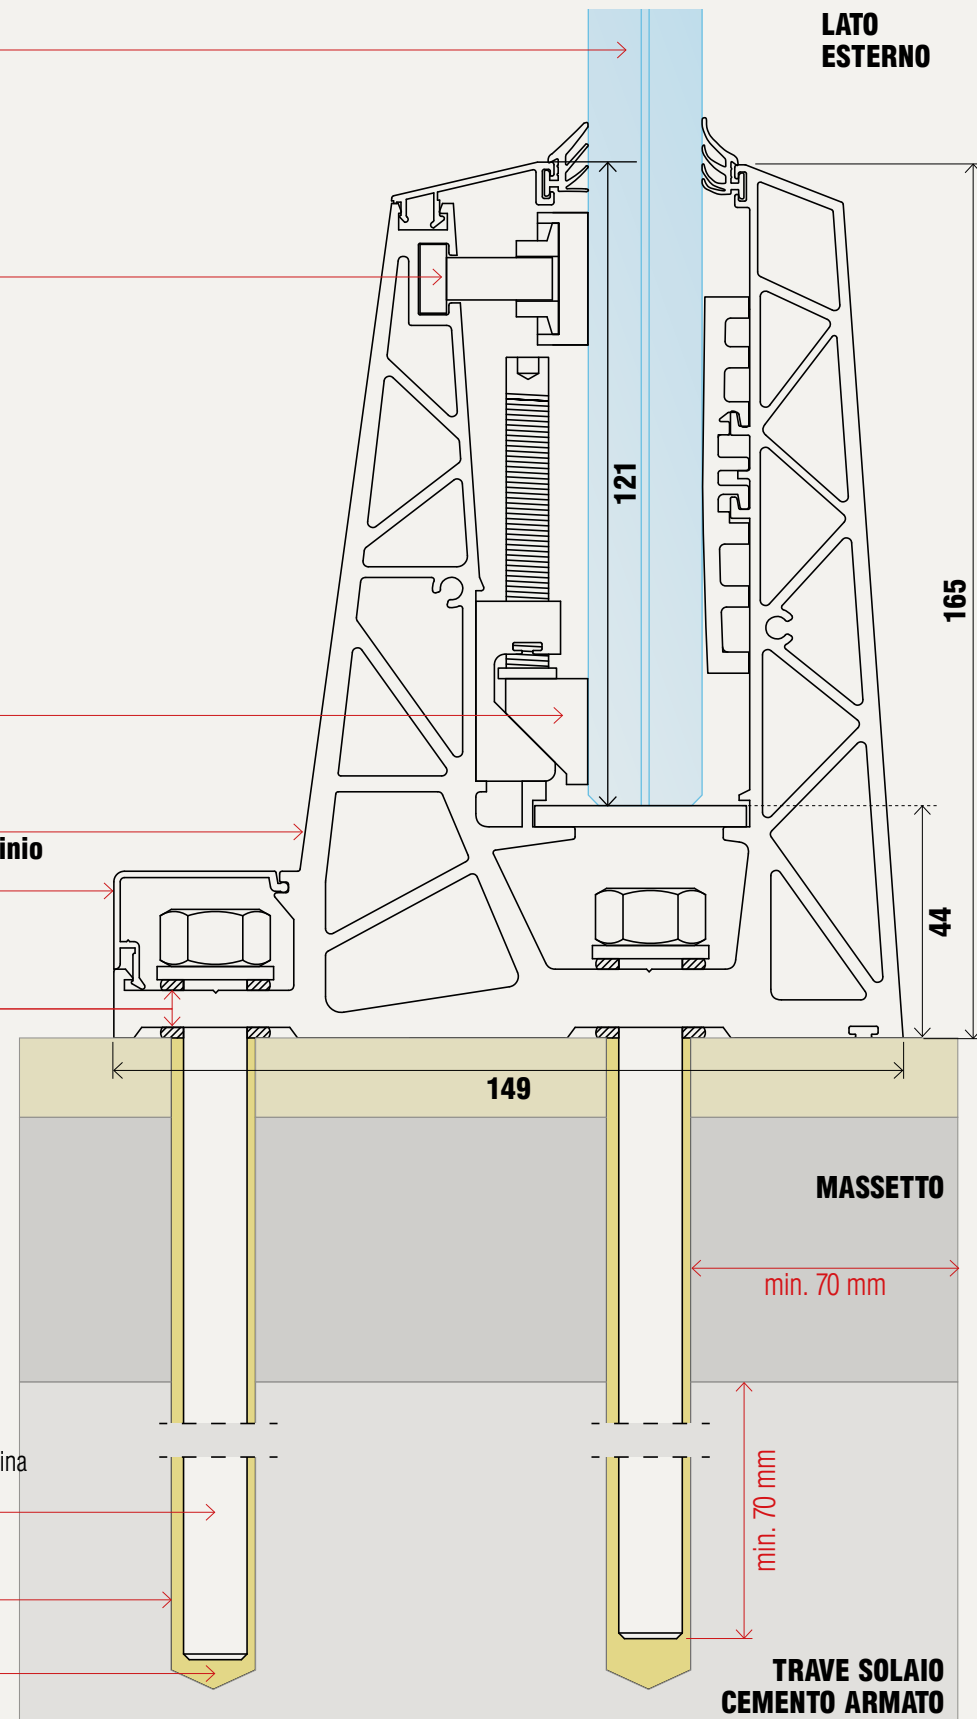 LATO
ESTERNO
121
165
inio
44
149
MASSETTO
min. 70 mm
ina
min. 70 mm
TRAVE SOLAIO
CEMENTO ARMATO